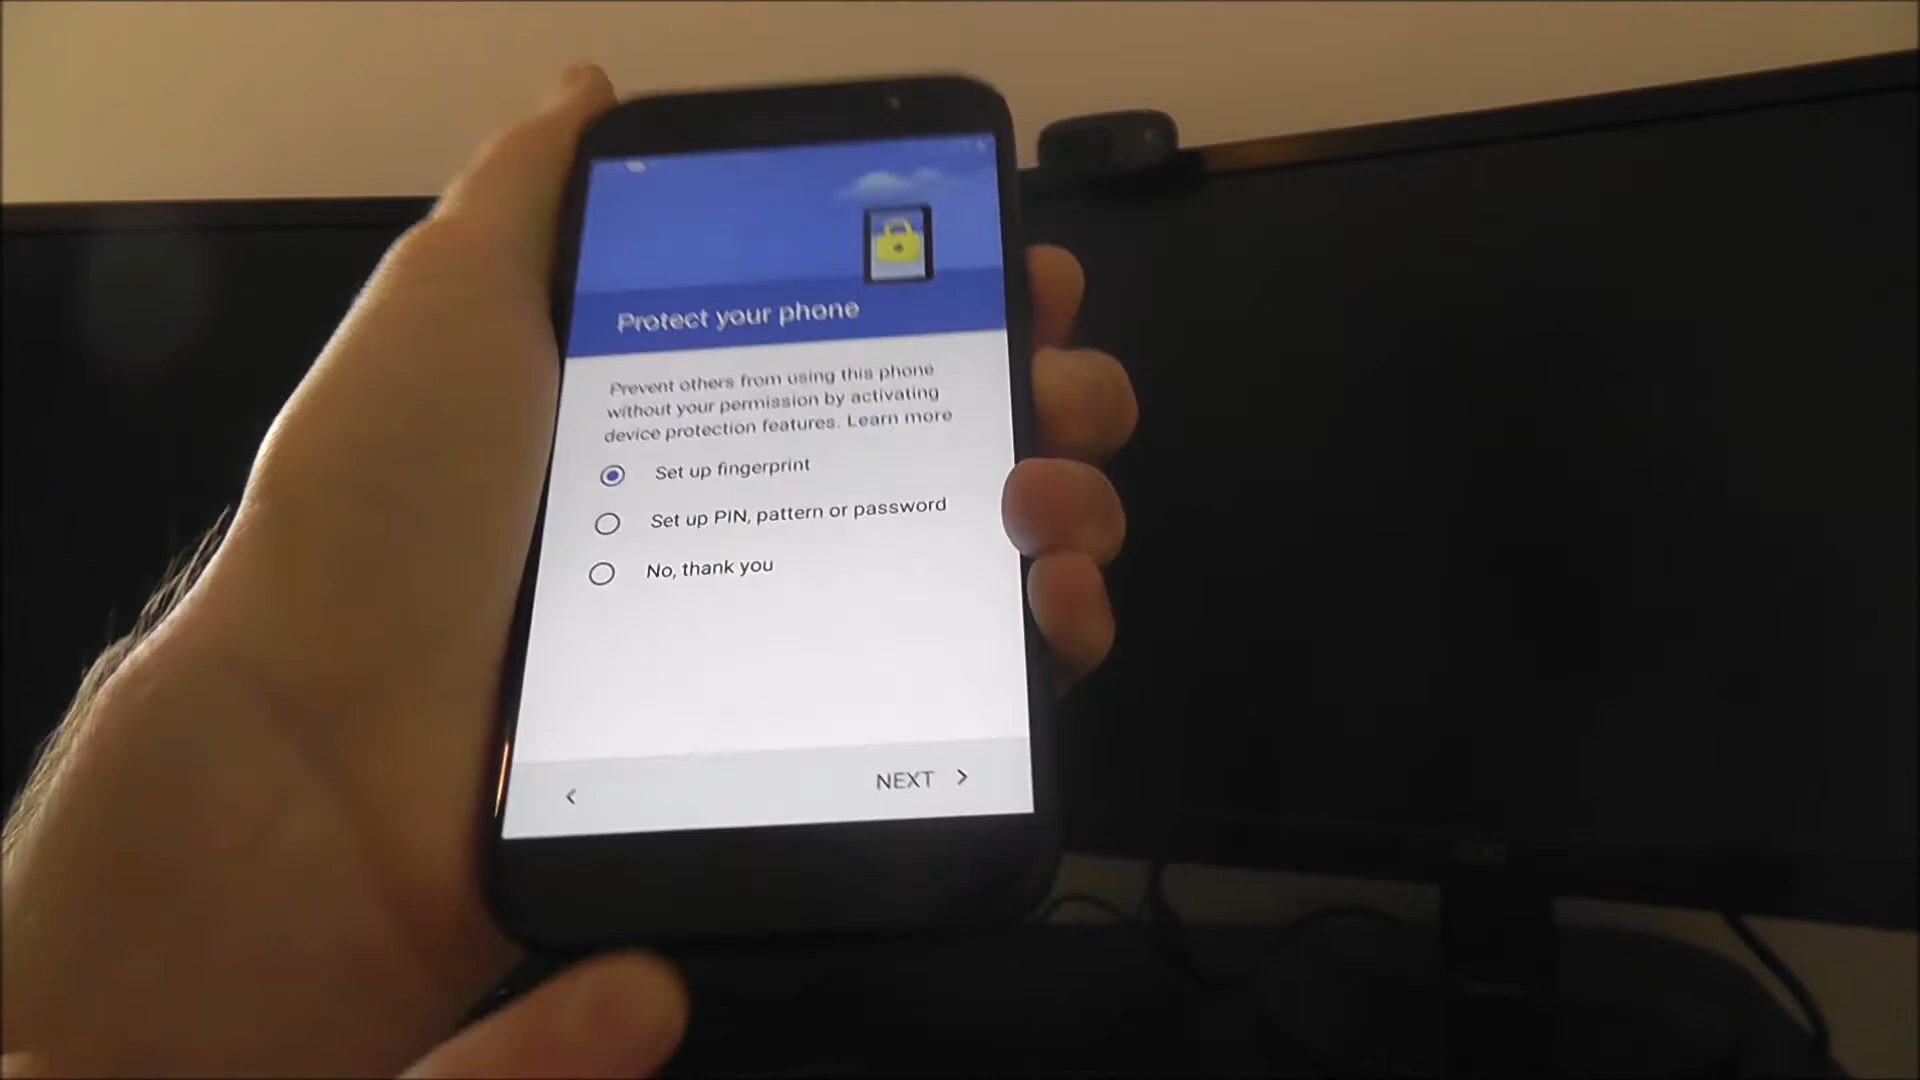 Protect your phone
Prevent others from using this phone
without your permission by activating
device protection features. Learn more
Set up fingerprint
Set up PIN, pattern or password
No, thank you
NEXT